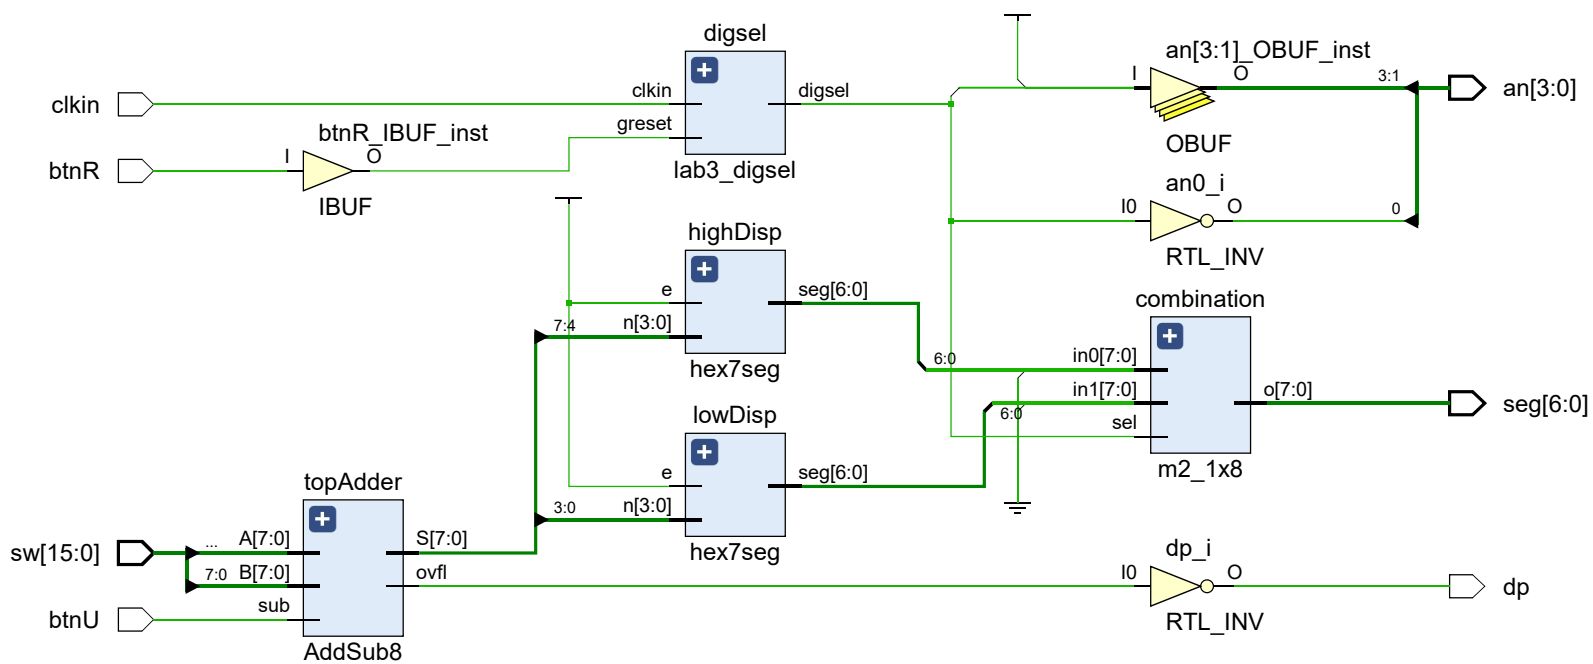 digsel
clkin
greset
digsel
lab3_digsel
clkin
btnR
btnR_IBUF_inst
I
O
IBUF
an[3:1]_OBUF_inst
I
O
3:1
OBUF
an[3:0]
an0_i
I0
O
0
RTL_INV
highDisp
e
7:4
n[3:0]
seg[6:0]
hex7seg
lowDisp
e
3:0
n[3:0]
seg[6:0]
hex7seg
combination
6:0
in0[7:0]
in1[7:0]
6:0
sel
o[7:0]
m2_1x8
seg[6:0]
topAdder
sw[15:0]
...
A[7:0]
7:0
B[7:0]
btnU
sub
S[7:0]
ovfl
AddSub8
dp_i
I0
O
RTL_INV
dp